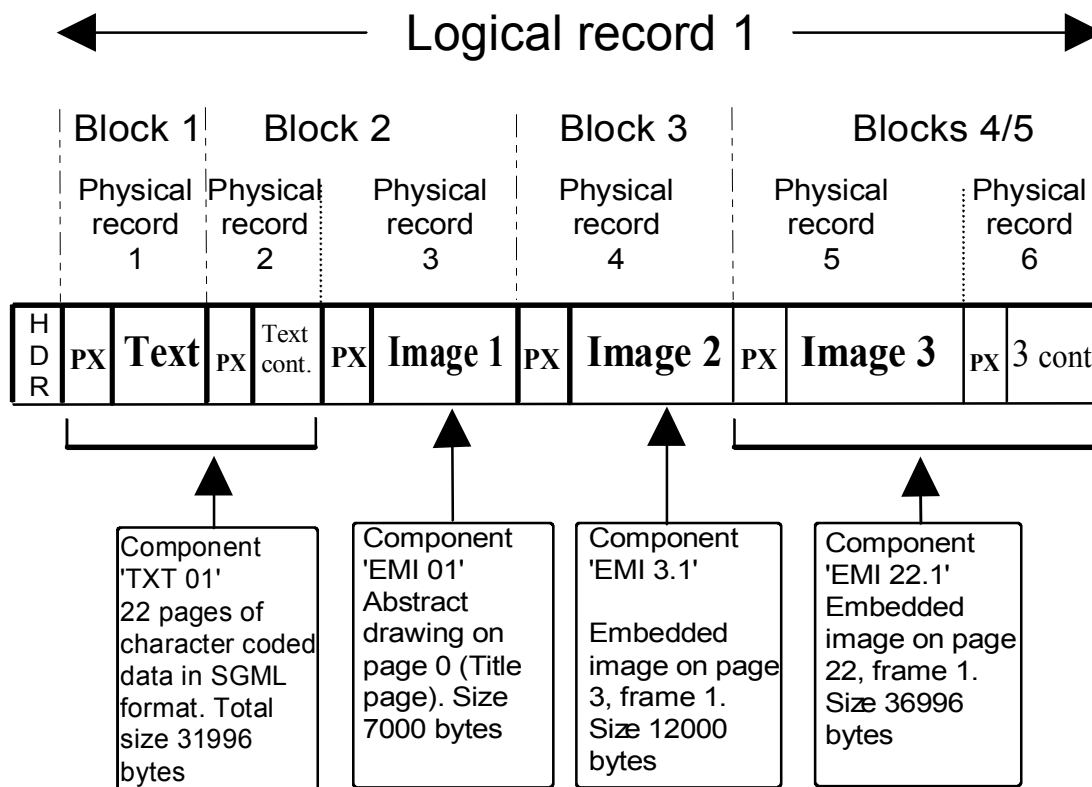 Logical record 1
Block 1
Block 2
Block 3
Blocks 4/5
Physical
record
1
Physical
record
2
Physical
record
3
Physical
record
4
Physical
record
5
Physical
record
6
H
D
R
PX
Text
PX
Text
cont.
PX
Image 1
PX
Image 2
PX
Image 3
PX
3 cont
Component
'TXT 01'
22 pages of
character coded
data in SGML
format. Total
size 31996
bytes
Component
'EMI 01'
Abstract
drawing on
page 0 (Title
page). Size
7000 bytes
Component
'EMI 3.1'
Embedded
image on page
3, frame 1.
Size 12000
bytes
Component
'EMI 22.1'
Embedded
image on page
22, frame 1.
Size 36996
bytes